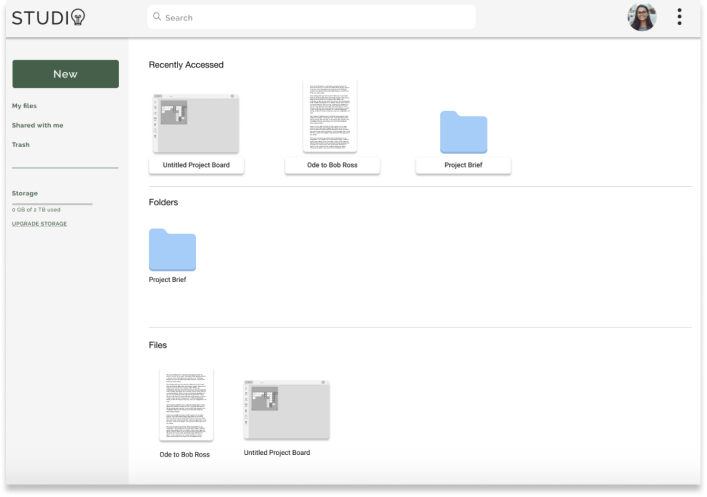 STUDIO
Search
New
My files
Shared with me
Trash
Storage
0 GB of 2 TB used
UPGRADE STORAGE
Recently Accessed
Untitled Project Board
Ode to Bob Ross
Project Brief
Folders
Project Brief
Files
Ode to Bob Ross
Untitled Project Board